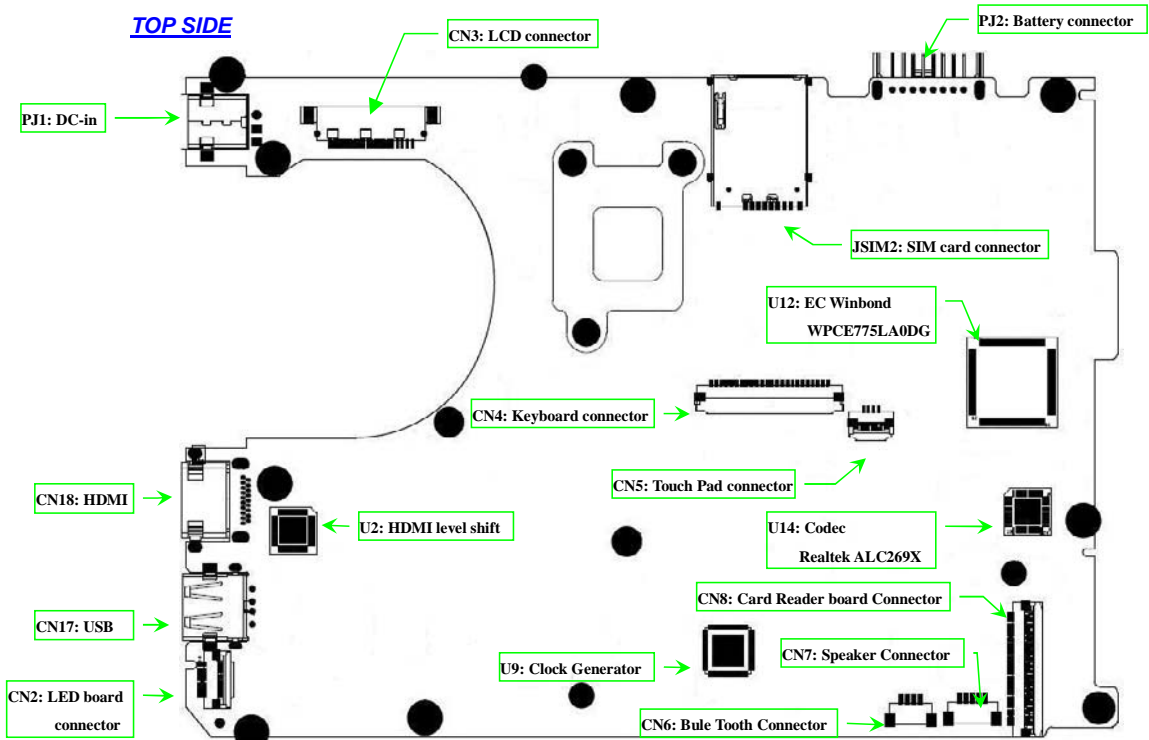 TOP SIDE
CN3: LCD connector
PJ2: Battery connector
PJ1: DC-in
JSIM2: SIM card connector
U12: EC Winbond
WPCE775LA0DG
CN4: Keyboard connector
CN5: Touch Pad connector
CN18: HDMI
U2: HDMI level shift
U14: Codec
Realtek ALC269X
CN8: Card Reader board Connector
CN17: USB
CN7: Speaker Connector
U9: Clock Generator
CN2: LED board
connector
CN6: Bule Tooth Connector